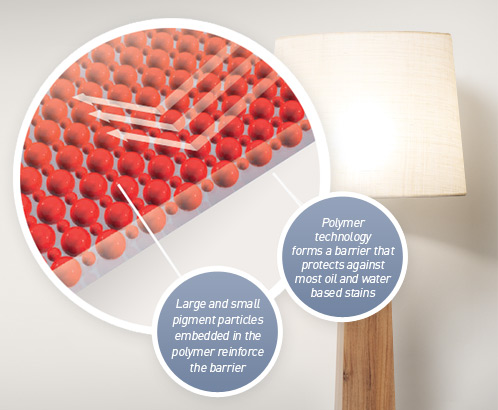 Polymer
technology
forms a barrier that
protects against
most oil and water
based stains
Large and small
pigment particles
embedded in the
polymer reinforce
the barrier